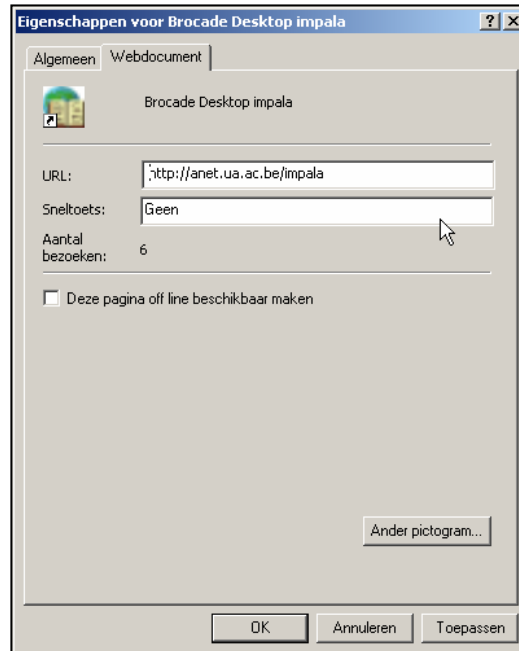 Eigenschappen voor Brocade Desktop impala
Algemeen Webdocument
Brocade Desktop impala
URL: http://anet.ua.ac.be/impala
Sneltoets: Geen
Aantal
bezoeken: 6
Deze pagina off line beschikbaar maken
Ander pictogram...
OK Annuleren Toepassen